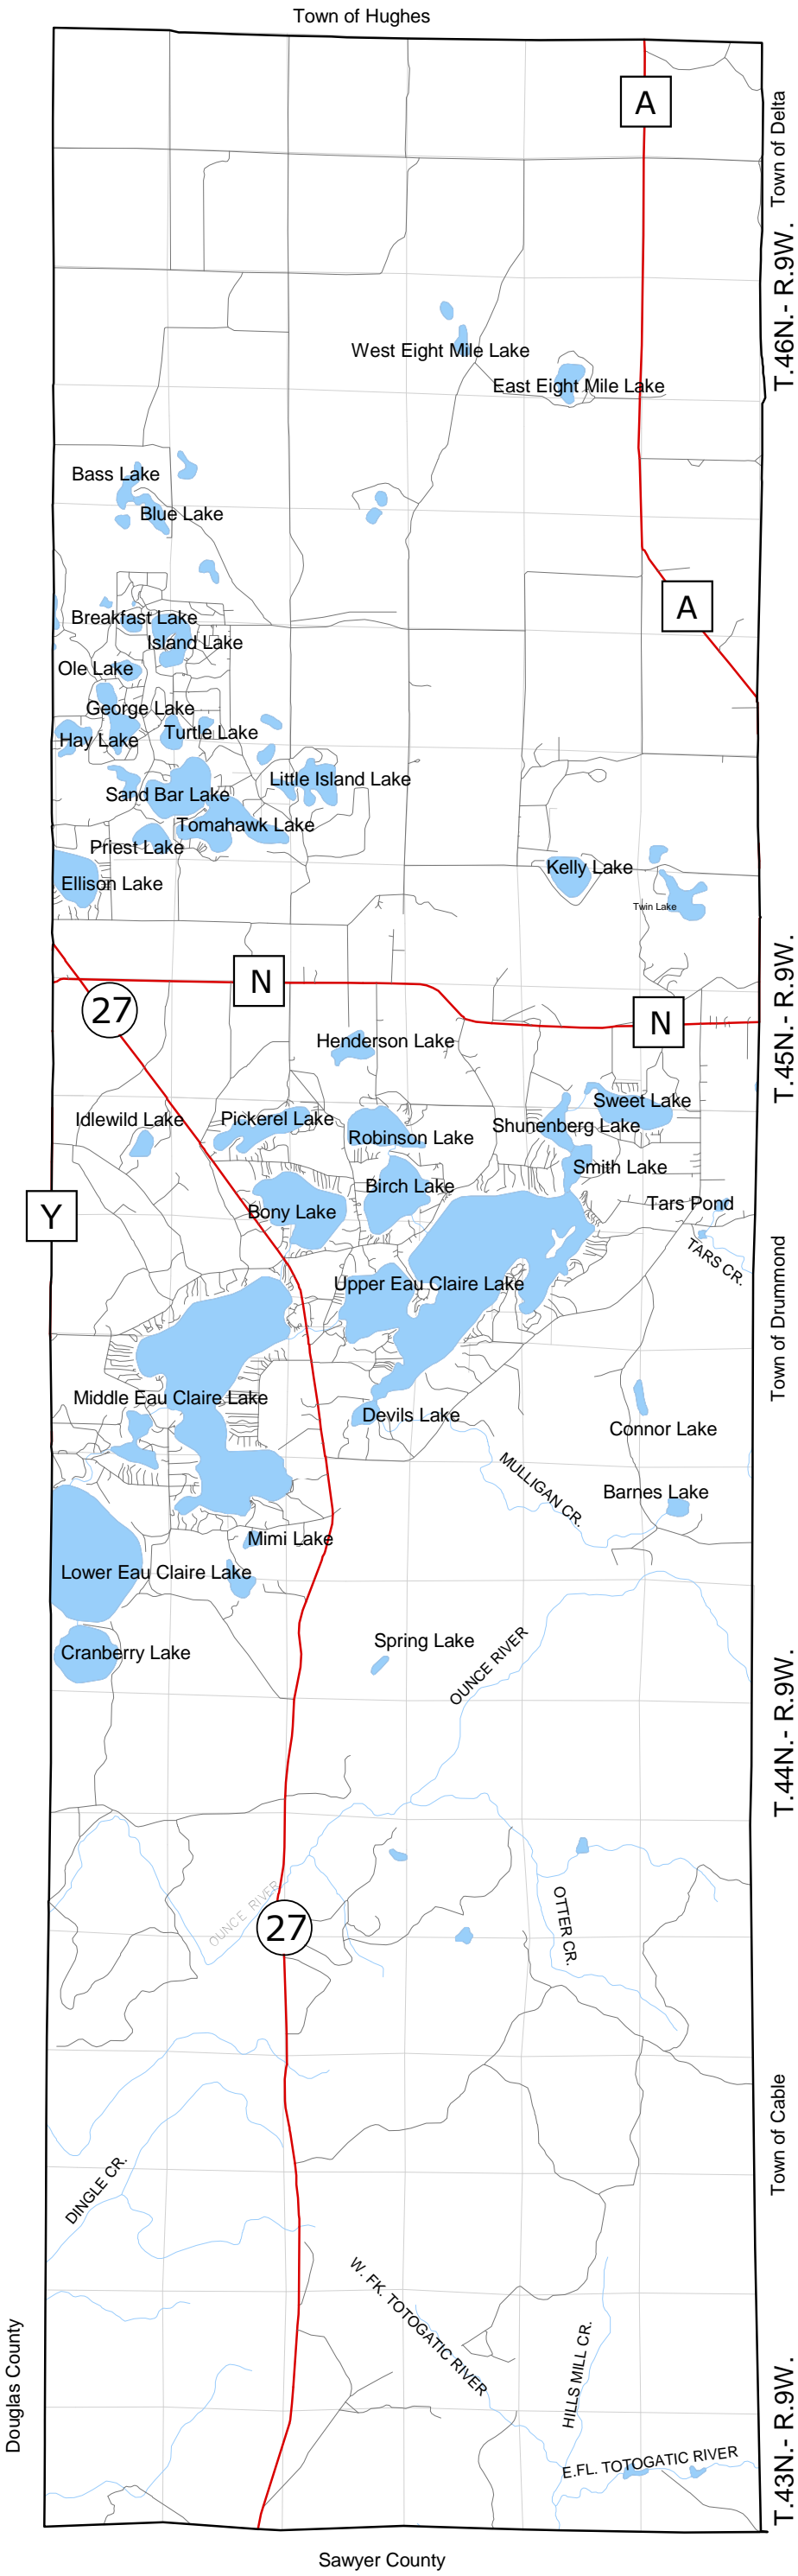 Town of Hughes
A
Town of Delta
T.46N.- R.9W.
West Eight Mile Lake
East Eight Mile Lake
Bass Lake
Blue Lake
A
Breakfast Lake
Island Lake
Ole Lake
George Lake
Turtle Lake
Hay Lake
Little Island Lake
Sand Bar Lake
Tomahawk Lake
Priest Lake
Kelly Lake
Ellison Lake
Twin Lake
T.45N.- R.9W.
N
27
N
Henderson Lake
Sweet Lake
Idlewild Lake
Pickerel Lake
Shunenberg Lake
Robinson Lake
Smith Lake
Birch Lake
Tars Pond
Y
Bony Lake
TARS CR.
Town of Drummond
Upper Eau Claire Lake
Middle Eau Claire Lake
Devils Lake
Connor Lake
MULLIGAN CR.
Barnes Lake
Mimi Lake
Lower Eau Claire Lake
Spring Lake
Cranberry Lake
OUNCE RIVER
T.44N.- R.9W.
OUNCE RIVER
27
OTTER CR.
Town of Cable
DINGLE CR.
W. FK. TOTOGATIC RIVER
HILLS MILL CR.
Douglas County
E.FL. TOTOGATIC RIVER
T.43N.- R.9W.
Sawyer County